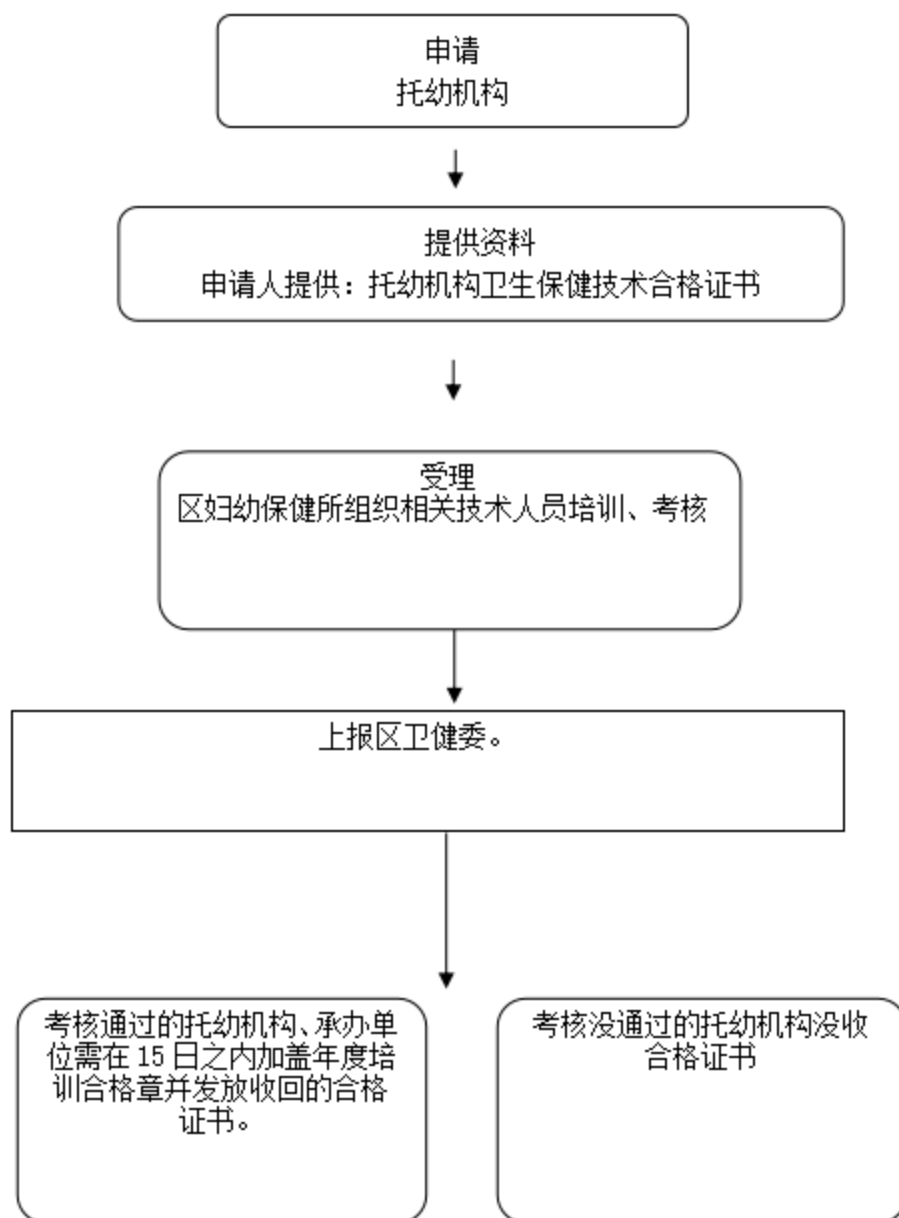 申请
托幼机构
提供资料
申请人提供：托幼机构卫生保健技术合格证书
受理
区妇幼保健所组织相关技术人员培训、考核
上报区卫健委。
考核通过的托幼机构、承办单
位需在 15 日之内加盖年度培
训合格章并发放收回的合格
证书。
考核没通过的托幼机构没收
合格证书